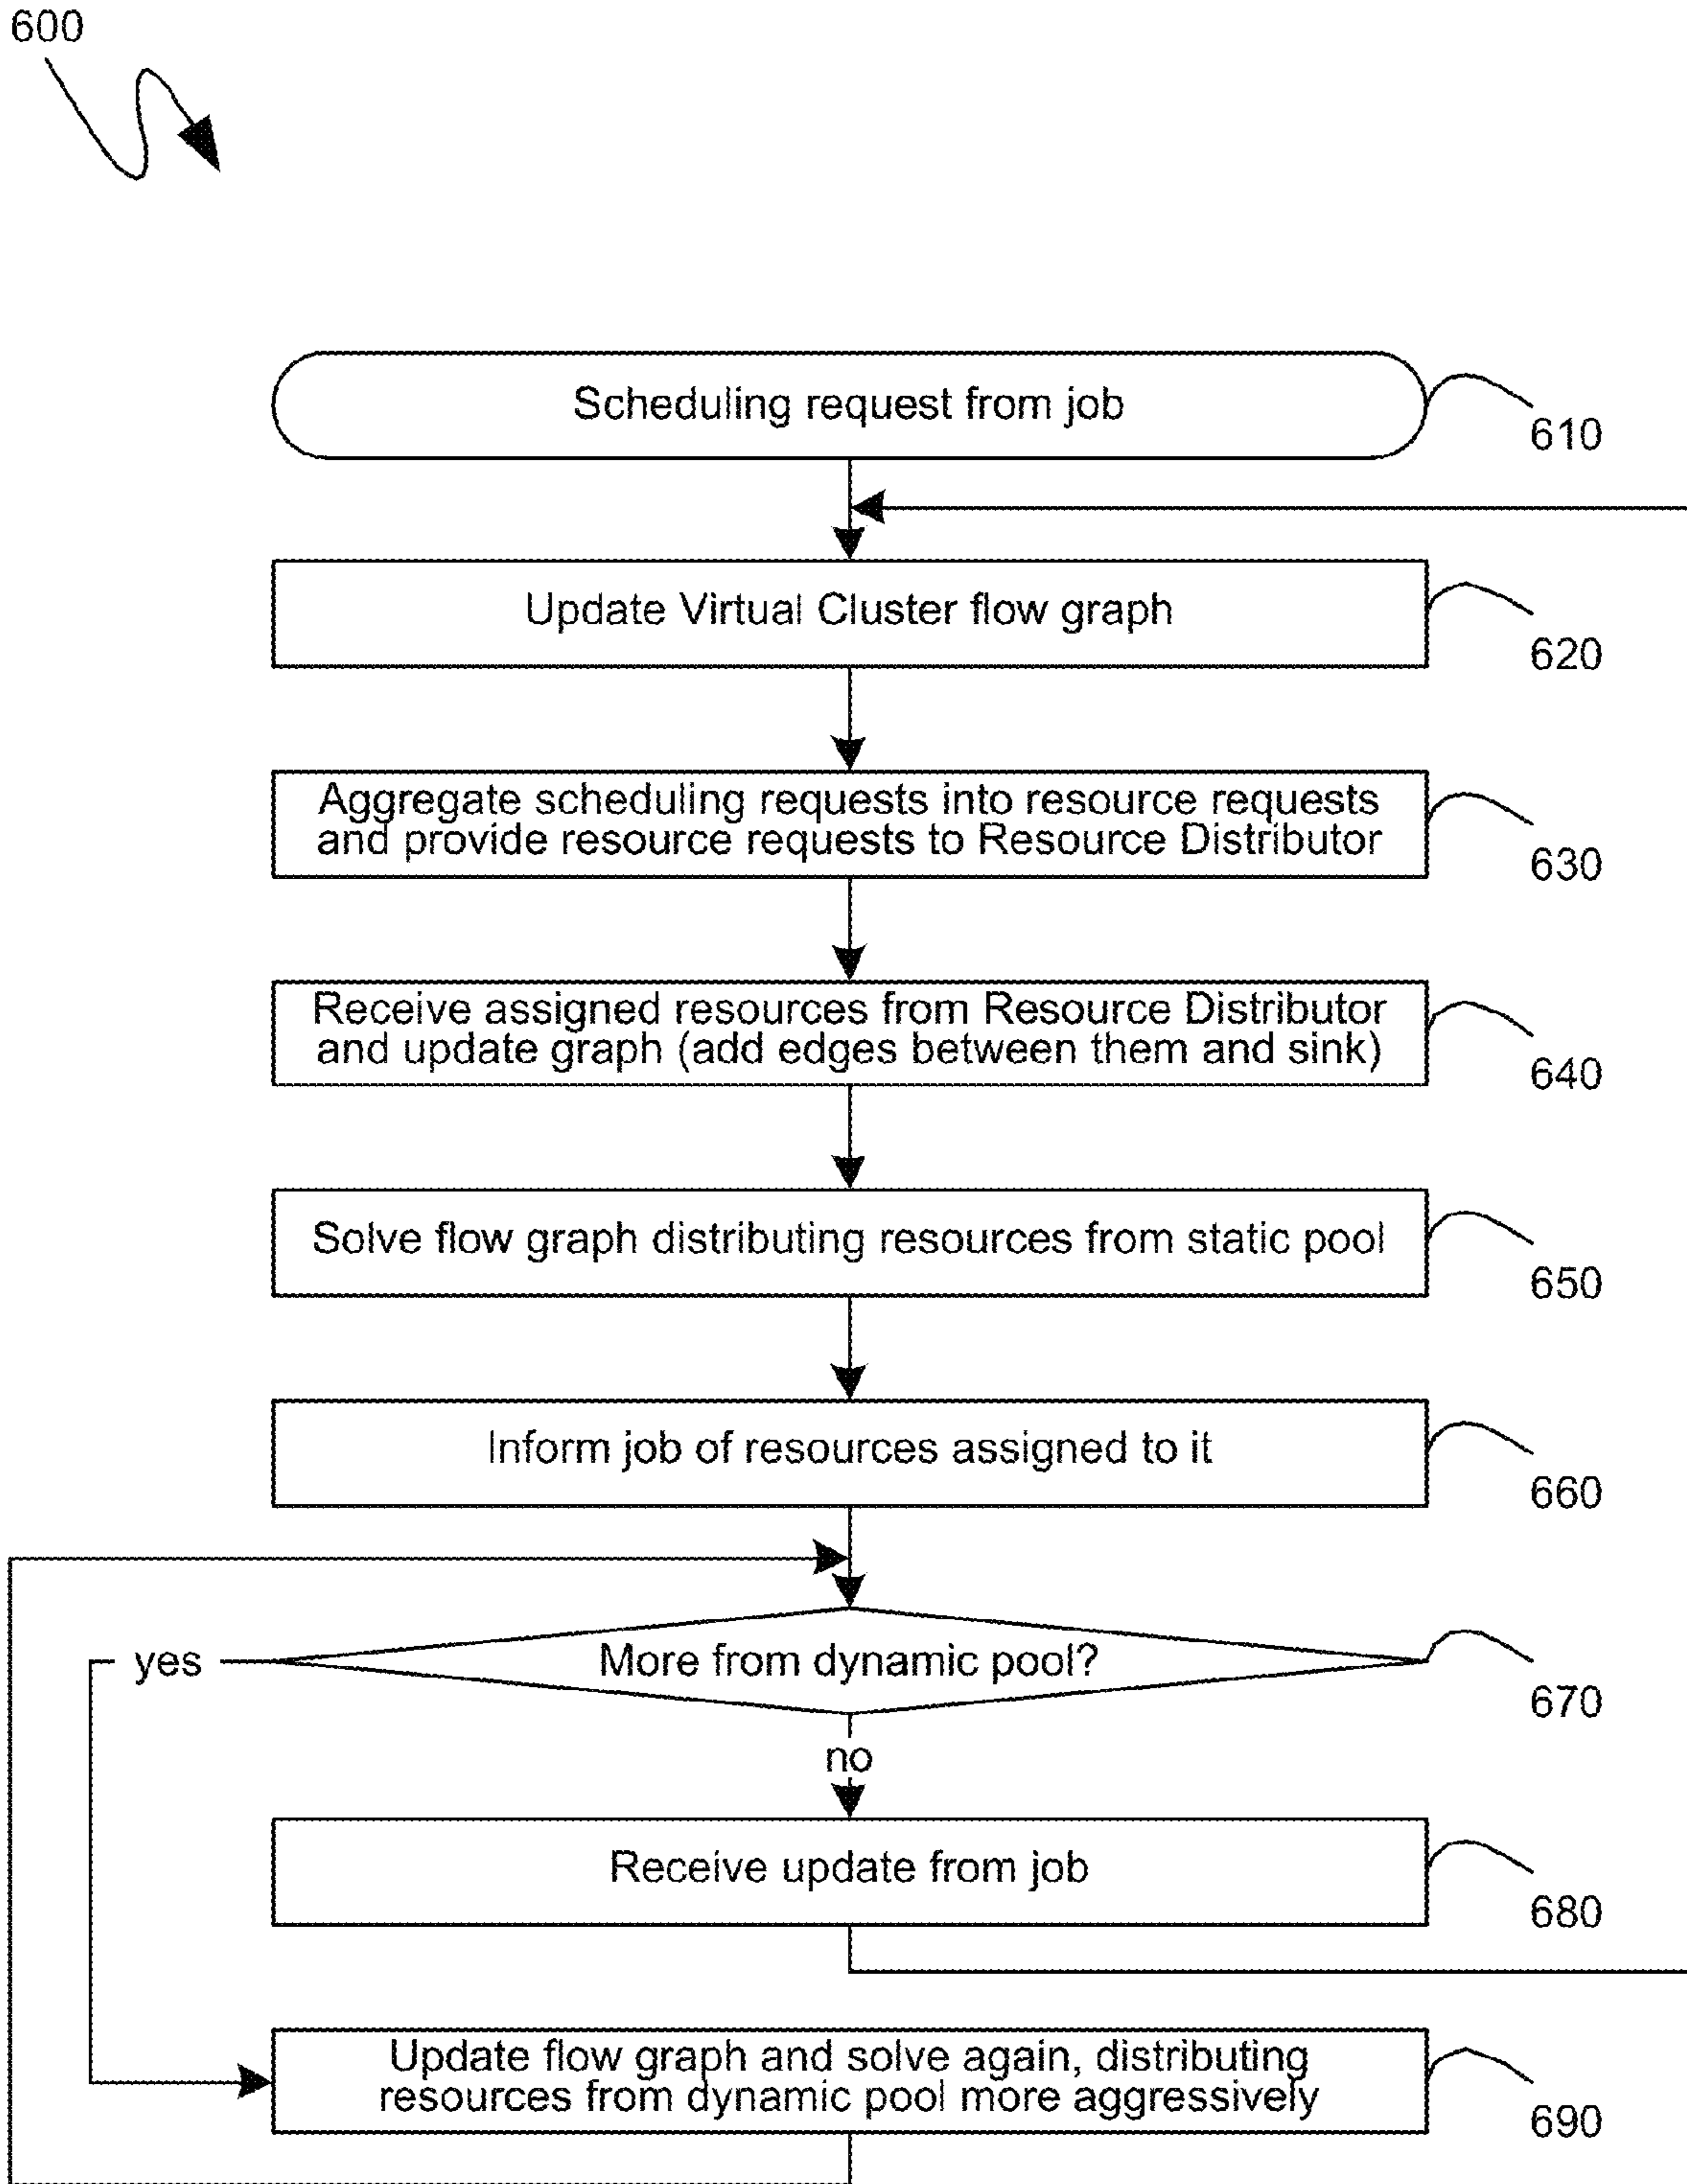 600
Scheduling request from job
610
Update Virtual Cluster flow graph
620
Aggregate scheduling requests into resource requests
and provide resource requests to Resource Distributor
630
Receive assigned resources from Resource Distributor
and update graph (add edges between them and sink)
640
Solve flow graph distributing resources from static pool
650
Inform job of resources assigned to it
660
yes
More from dynamic pool?
670
no
Receive update from job
680
Update flow graph and solve again, distributing
resources from dynamic pool more aggressively
690